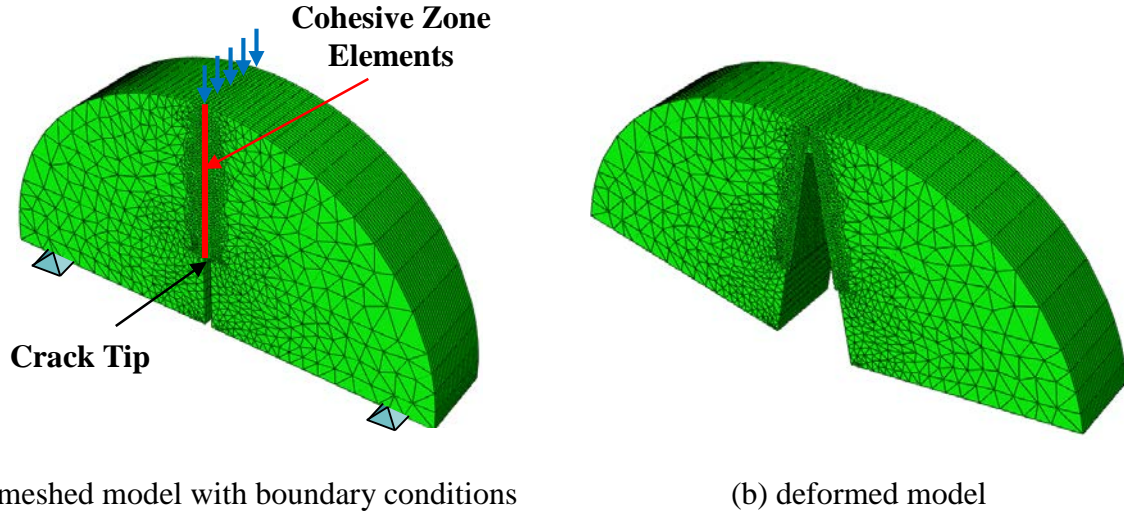 Cohesive Zone
Elements
Crack Tip
meshed model with boundary conditions
(b) deformed model